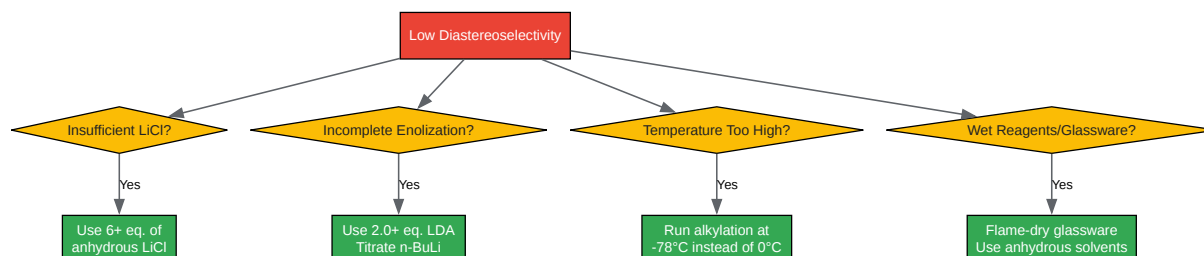 Low Diastereoselectivity
Insufficient LiCl?
Incomplete Enolization?
Temperature Too High?
Wet Reagents/Glassware?
Yes
Yes
Yes
Yes
Use 6+ eq. of
anhydrous LiCl
Use 2.0+ eq. LDA
Titrate n-BuLi
Run alkylation at
-78°C instead of 0°C
Flame-dry glassware
Use anhydrous solvents